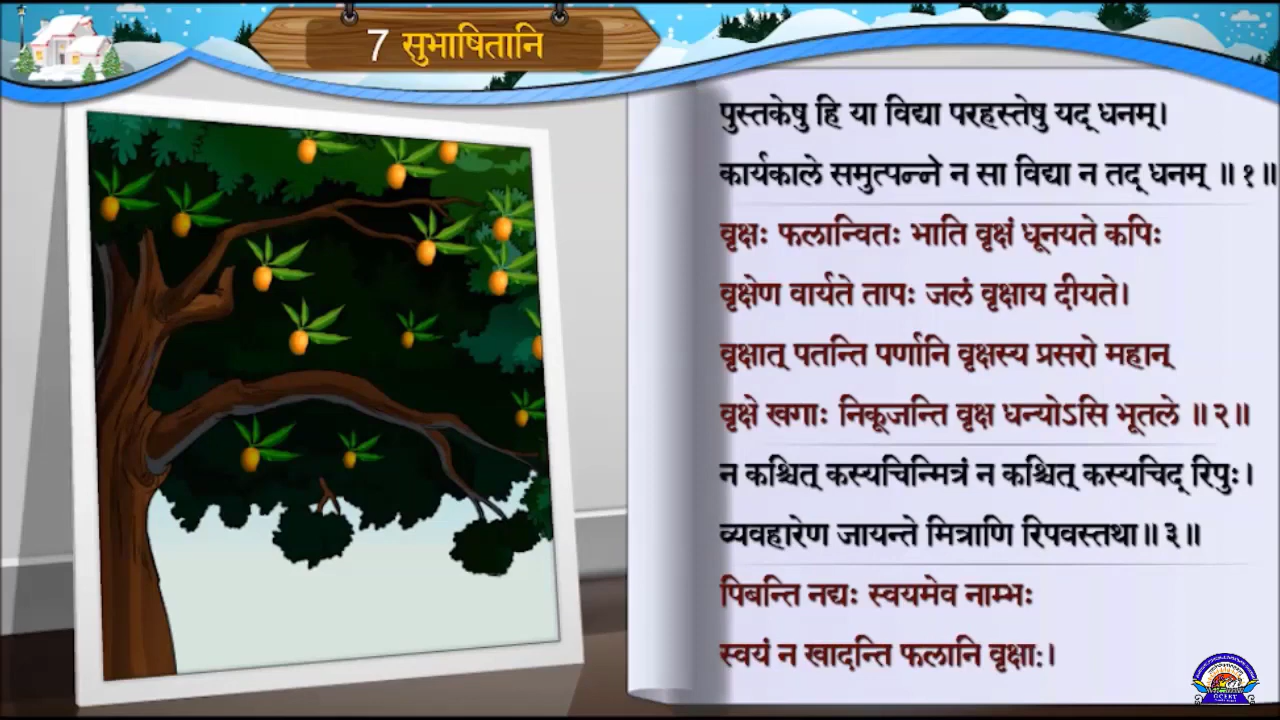 7 सुभाषितानि
पुस्तकेषु हि या विद्या परहस्तेषु यद् धनम्।
कार्यकाले समुत्पन्ने न सा विद्या न तद् धनम् ॥१॥
वृक्षः फलान्वितः भाति वृक्षं धूनयते कपिः
वृक्षेण वार्यते तापः जलं वृक्षाय दीयते।
वृक्षात् पतन्ति पर्णानि वृक्षस्य प्रसरो महान्
वृक्षे खगाः निकूजन्ति वृक्ष धन्योऽसि भूतले ॥२॥
न कश्चित् कस्यचिन्मित्रं न कश्चित् कस्यचिद् रिपुः।
व्यवहारेण जायन्ते मित्राणि रिपवस्तथा॥३॥
पिबन्ति नद्यः स्वयमेव नाम्भः
स्वयं न खादन्ति फलानि वृक्षाः।
GCERT